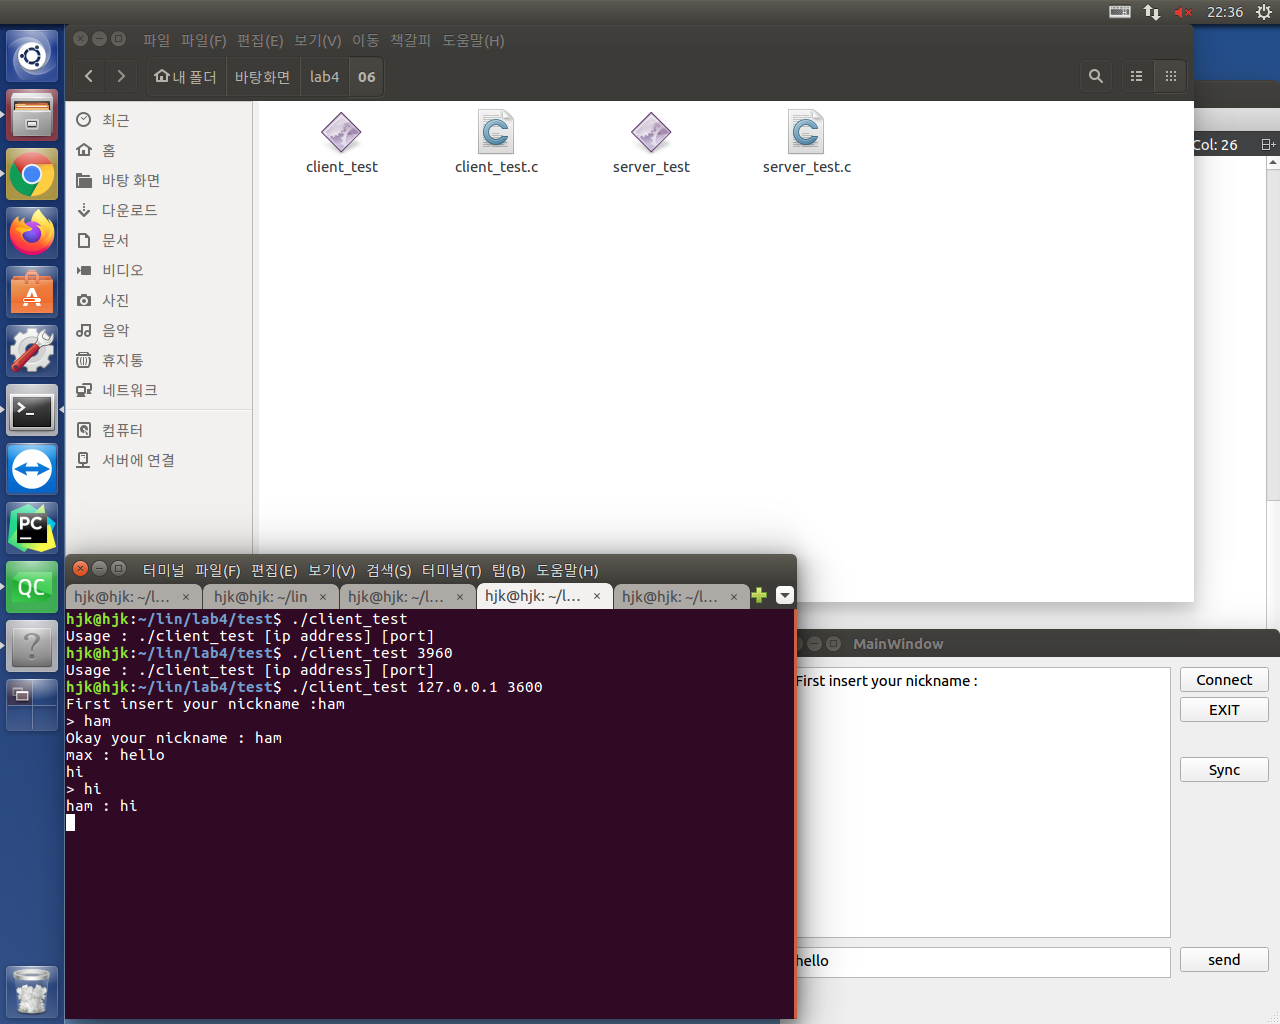 22:36
파일 파일(F) 편집(E) 보기(V) 이동 책갈피 도움말(H)
내 폴더 바탕화면 lab4 06
최근
홈
바탕 화면
다운로드
문서
비디오
사진
음악
휴지통
네트워크
컴퓨터
서버에 연결
client_test client_test.c server_test server_test.c
Col: 26
PC
QC
터미널 파일(F) 편집(E) 보기(V) 검색(S) 터미널(T) 탭(B) 도움말(H)
hjk@hjk: ~/l... × hjk@hjk: ~/lin × hjk@hjk: ~/l... × hjk@hjk: ~/l... × hjk@hjk: ~/l... ×
hjk@hjk:~/lin/lab4/test$ ./client_test
Usage : ./client_test [ip address] [port]
hjk@hjk:~/lin/lab4/test$ ./client_test 3960
Usage : ./client_test [ip address] [port]
hjk@hjk:~/lin/lab4/test$ ./client_test 127.0.0.1 3600
First insert your nickname :ham
> ham
Okay your nickname : ham
max : hello
hi
> hi
ham : hi
MainWindow
First insert your nickname :
Connect
EXIT
Sync
hello
send